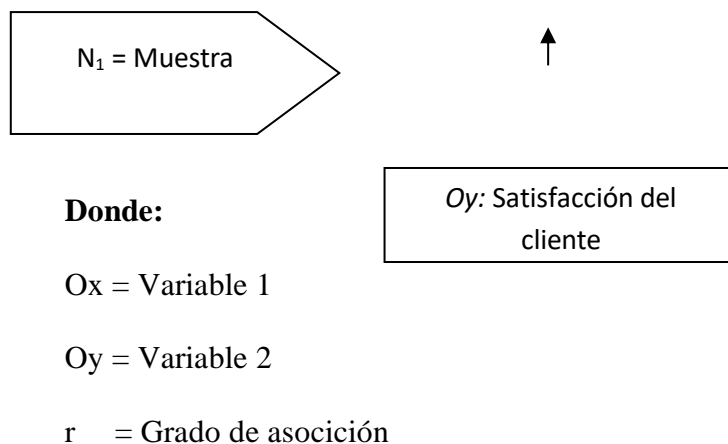 N₁ = Muestra
Oy: Satisfacción del
cliente
Donde:
Ox = Variable 1
Oy = Variable 2
r = Grado de asocición